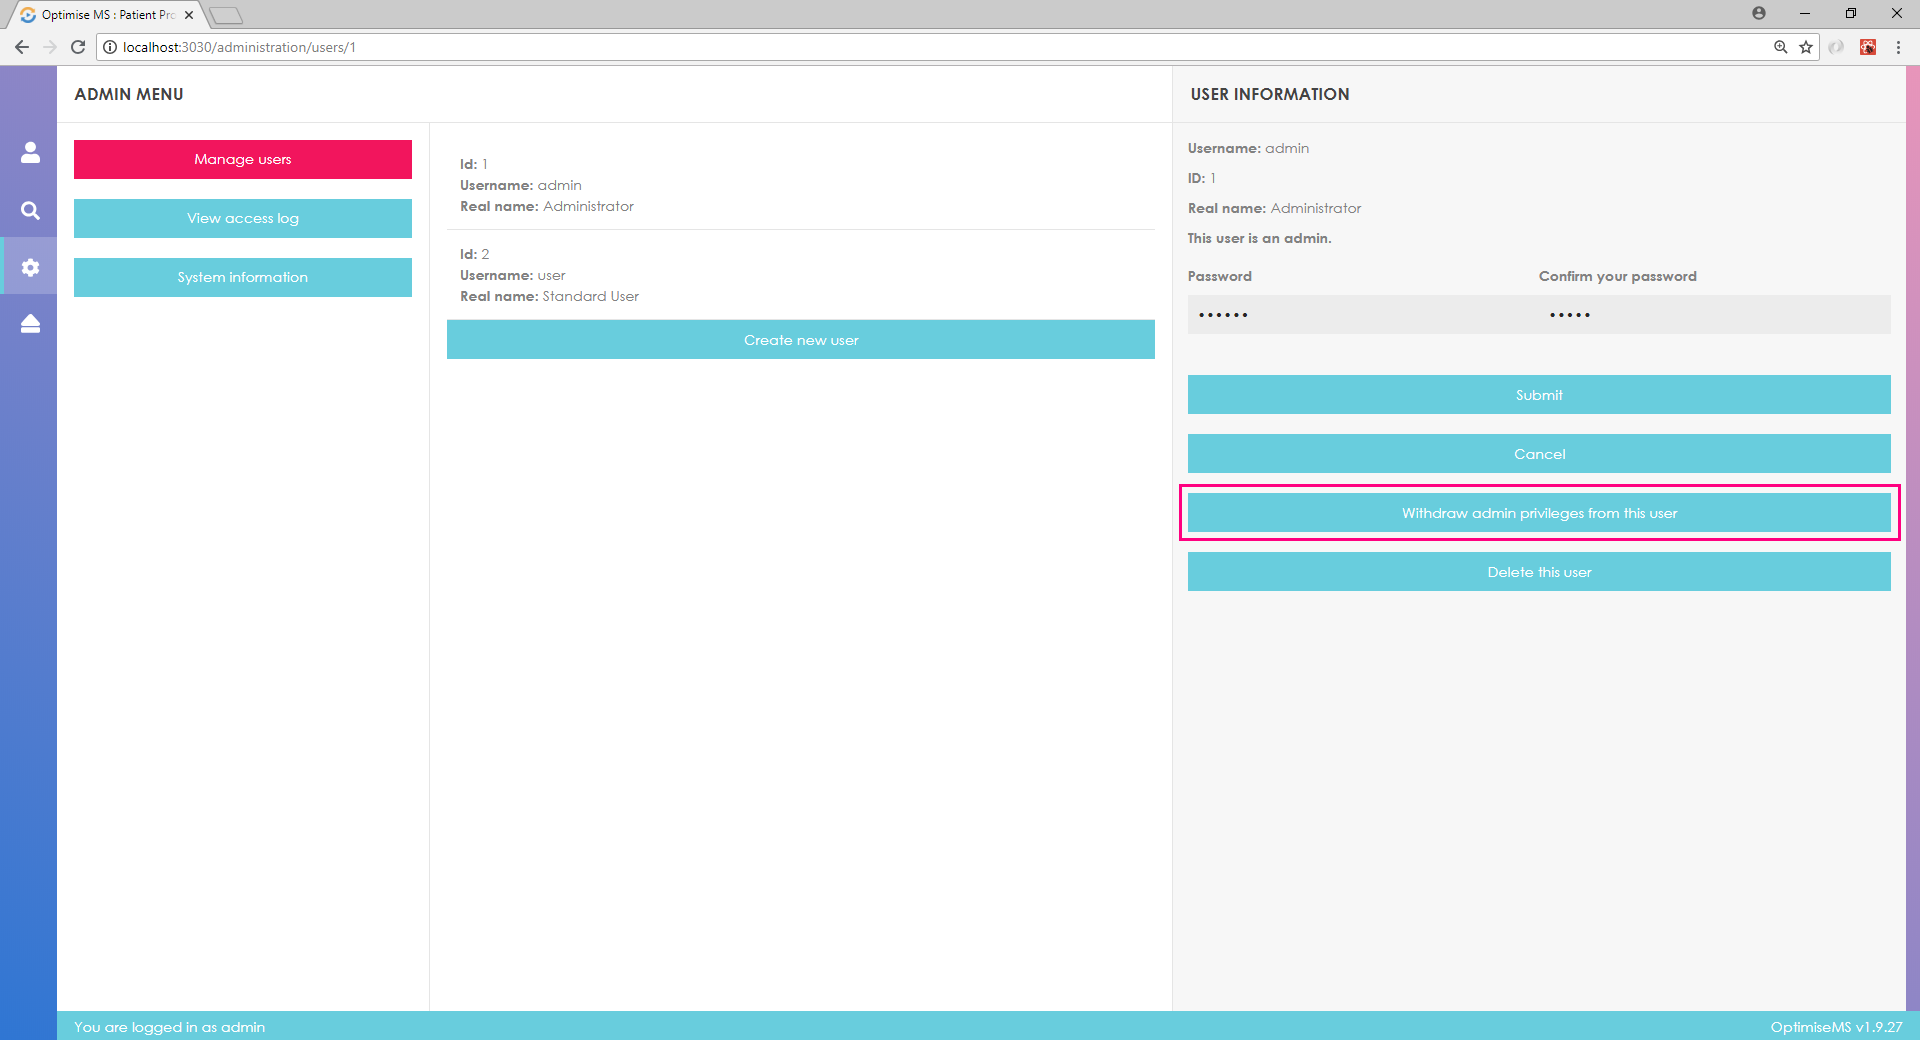 Optimise MS : Patient Pr
localhost:3030/administration/users/1
ADMIN MENU
Manage users
View access log
System information
Id: 1
Username: admin
Real name: Administrator
Id: 2
Username: user
Real name: Standard User
Create new user
USER INFORMATION
Username: admin
ID: 1
Real name: Administrator
This user is an admin.
Password
Confirm your password
••••••
•••••
Submit
Cancel
Withdraw admin privileges from this user
Delete this user
You are logged in as admin
OptimiseMS v1.9.27